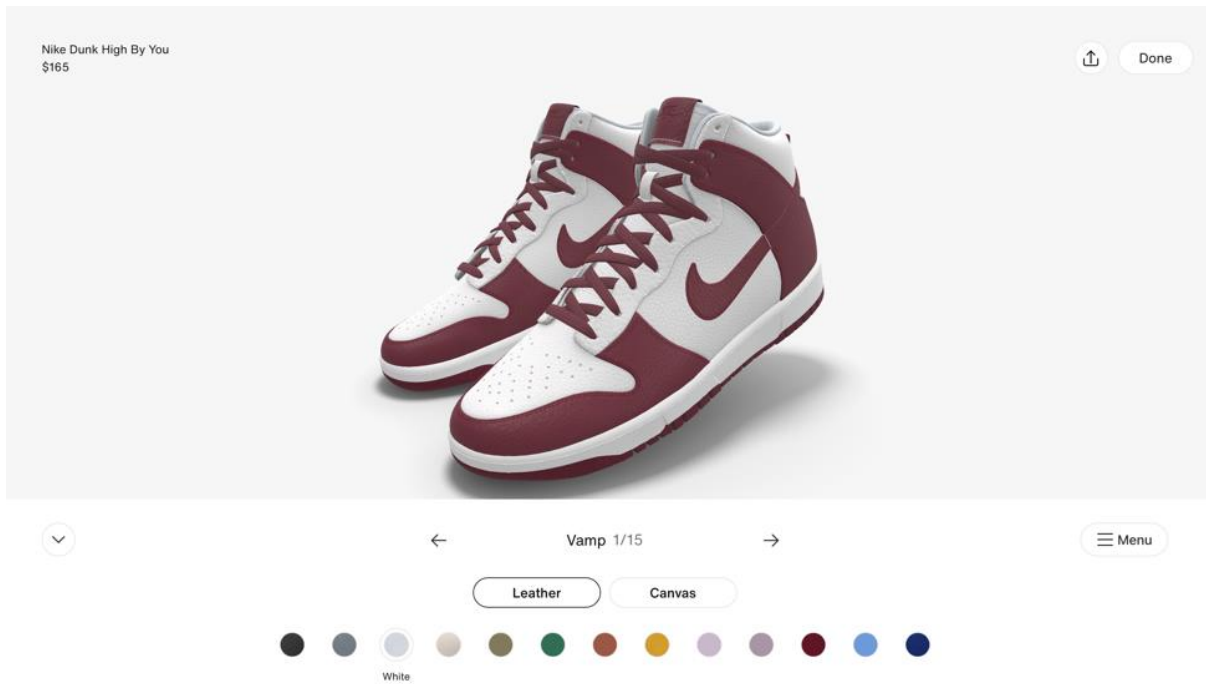 Nike Dunk High By You
$165
Done
Vamp 1/15
Menu
Leather
Canvas
White